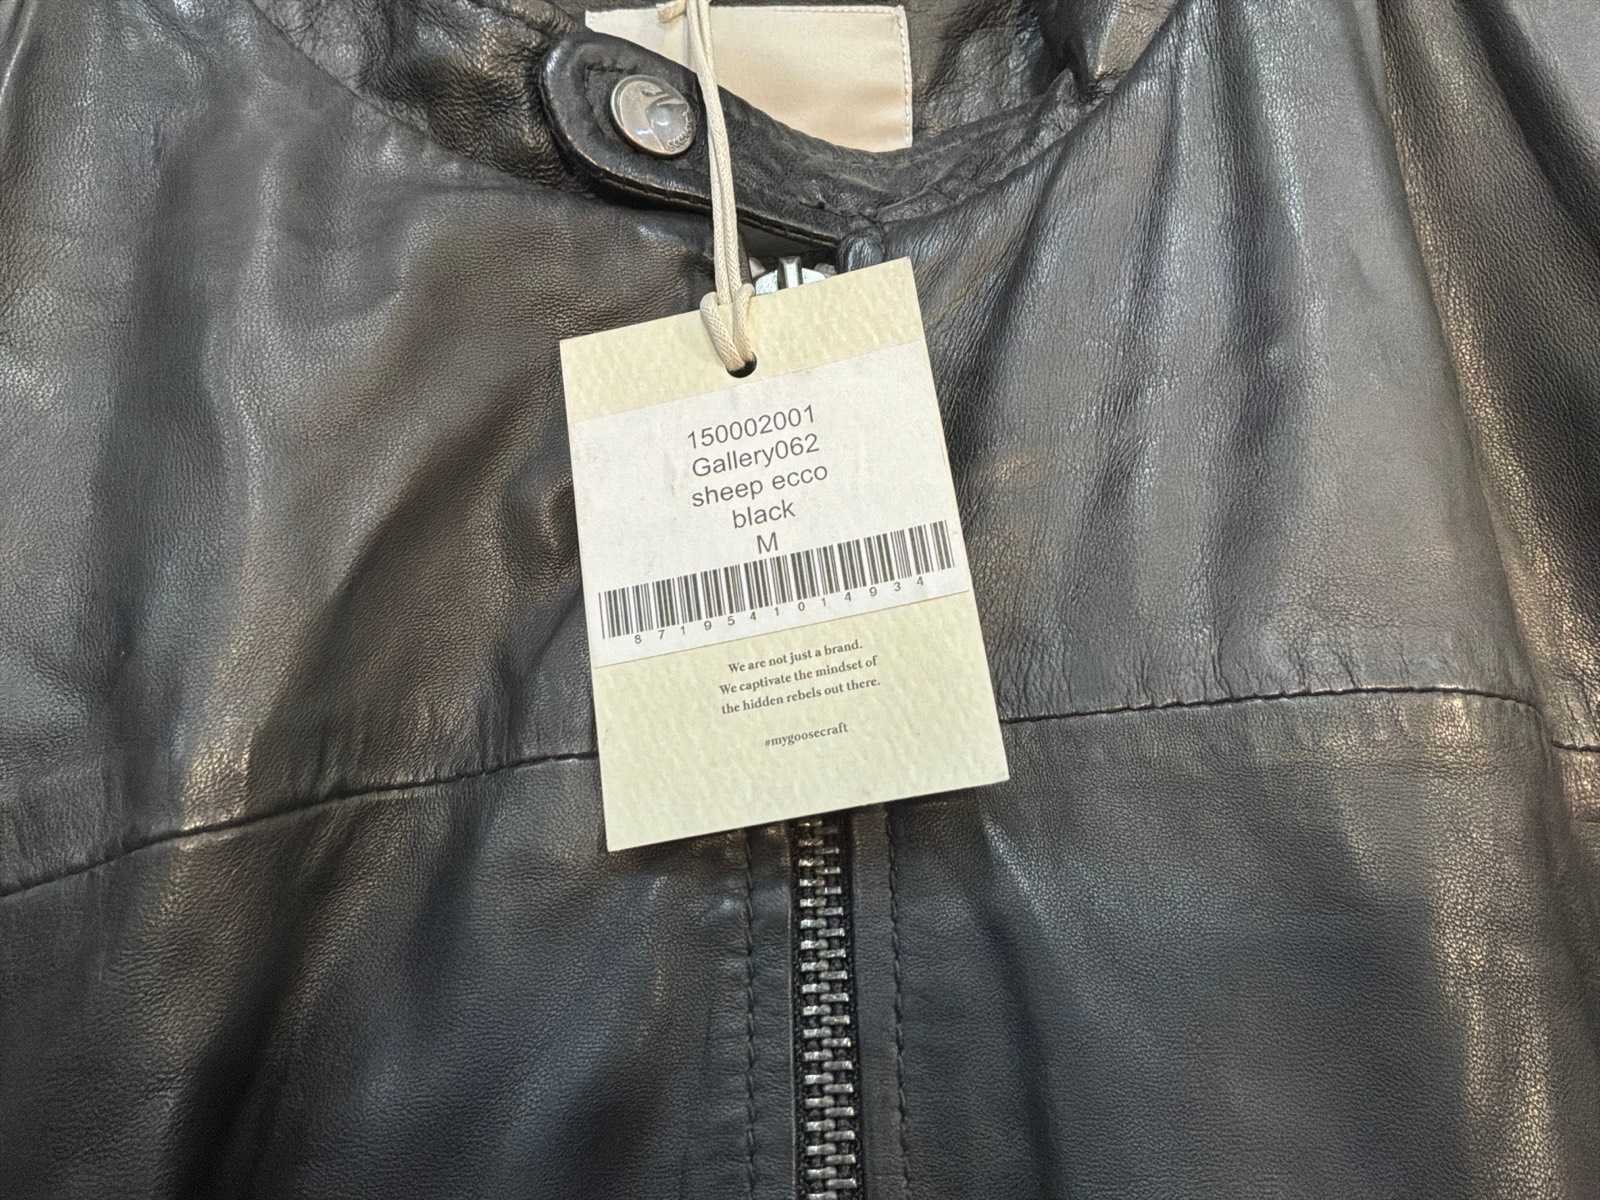 150002001
Gallery062
sheep ecco
black
M
8719541014934
We are not just a brand.
We captivate the mindset of
the hidden rebels out there.
#mygoosecraft